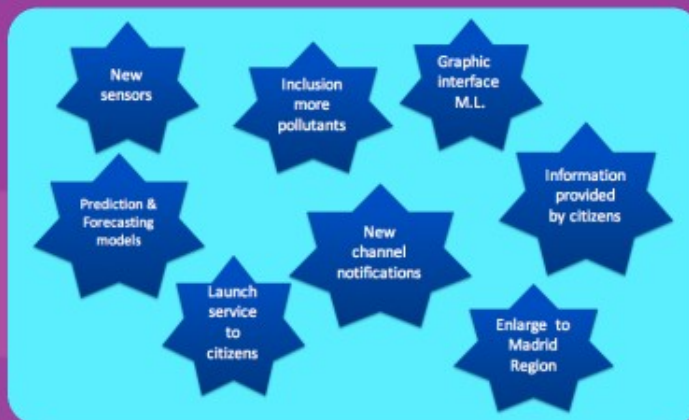 New
sensors
Inclusion
more
pollutants
Graphic
interface
M.L.
Information
provided
by citizens
Prediction &
Forecasting
models
New
channel
notifications
Launch
service
to
citizens
Enlarge to
Madrid
Region